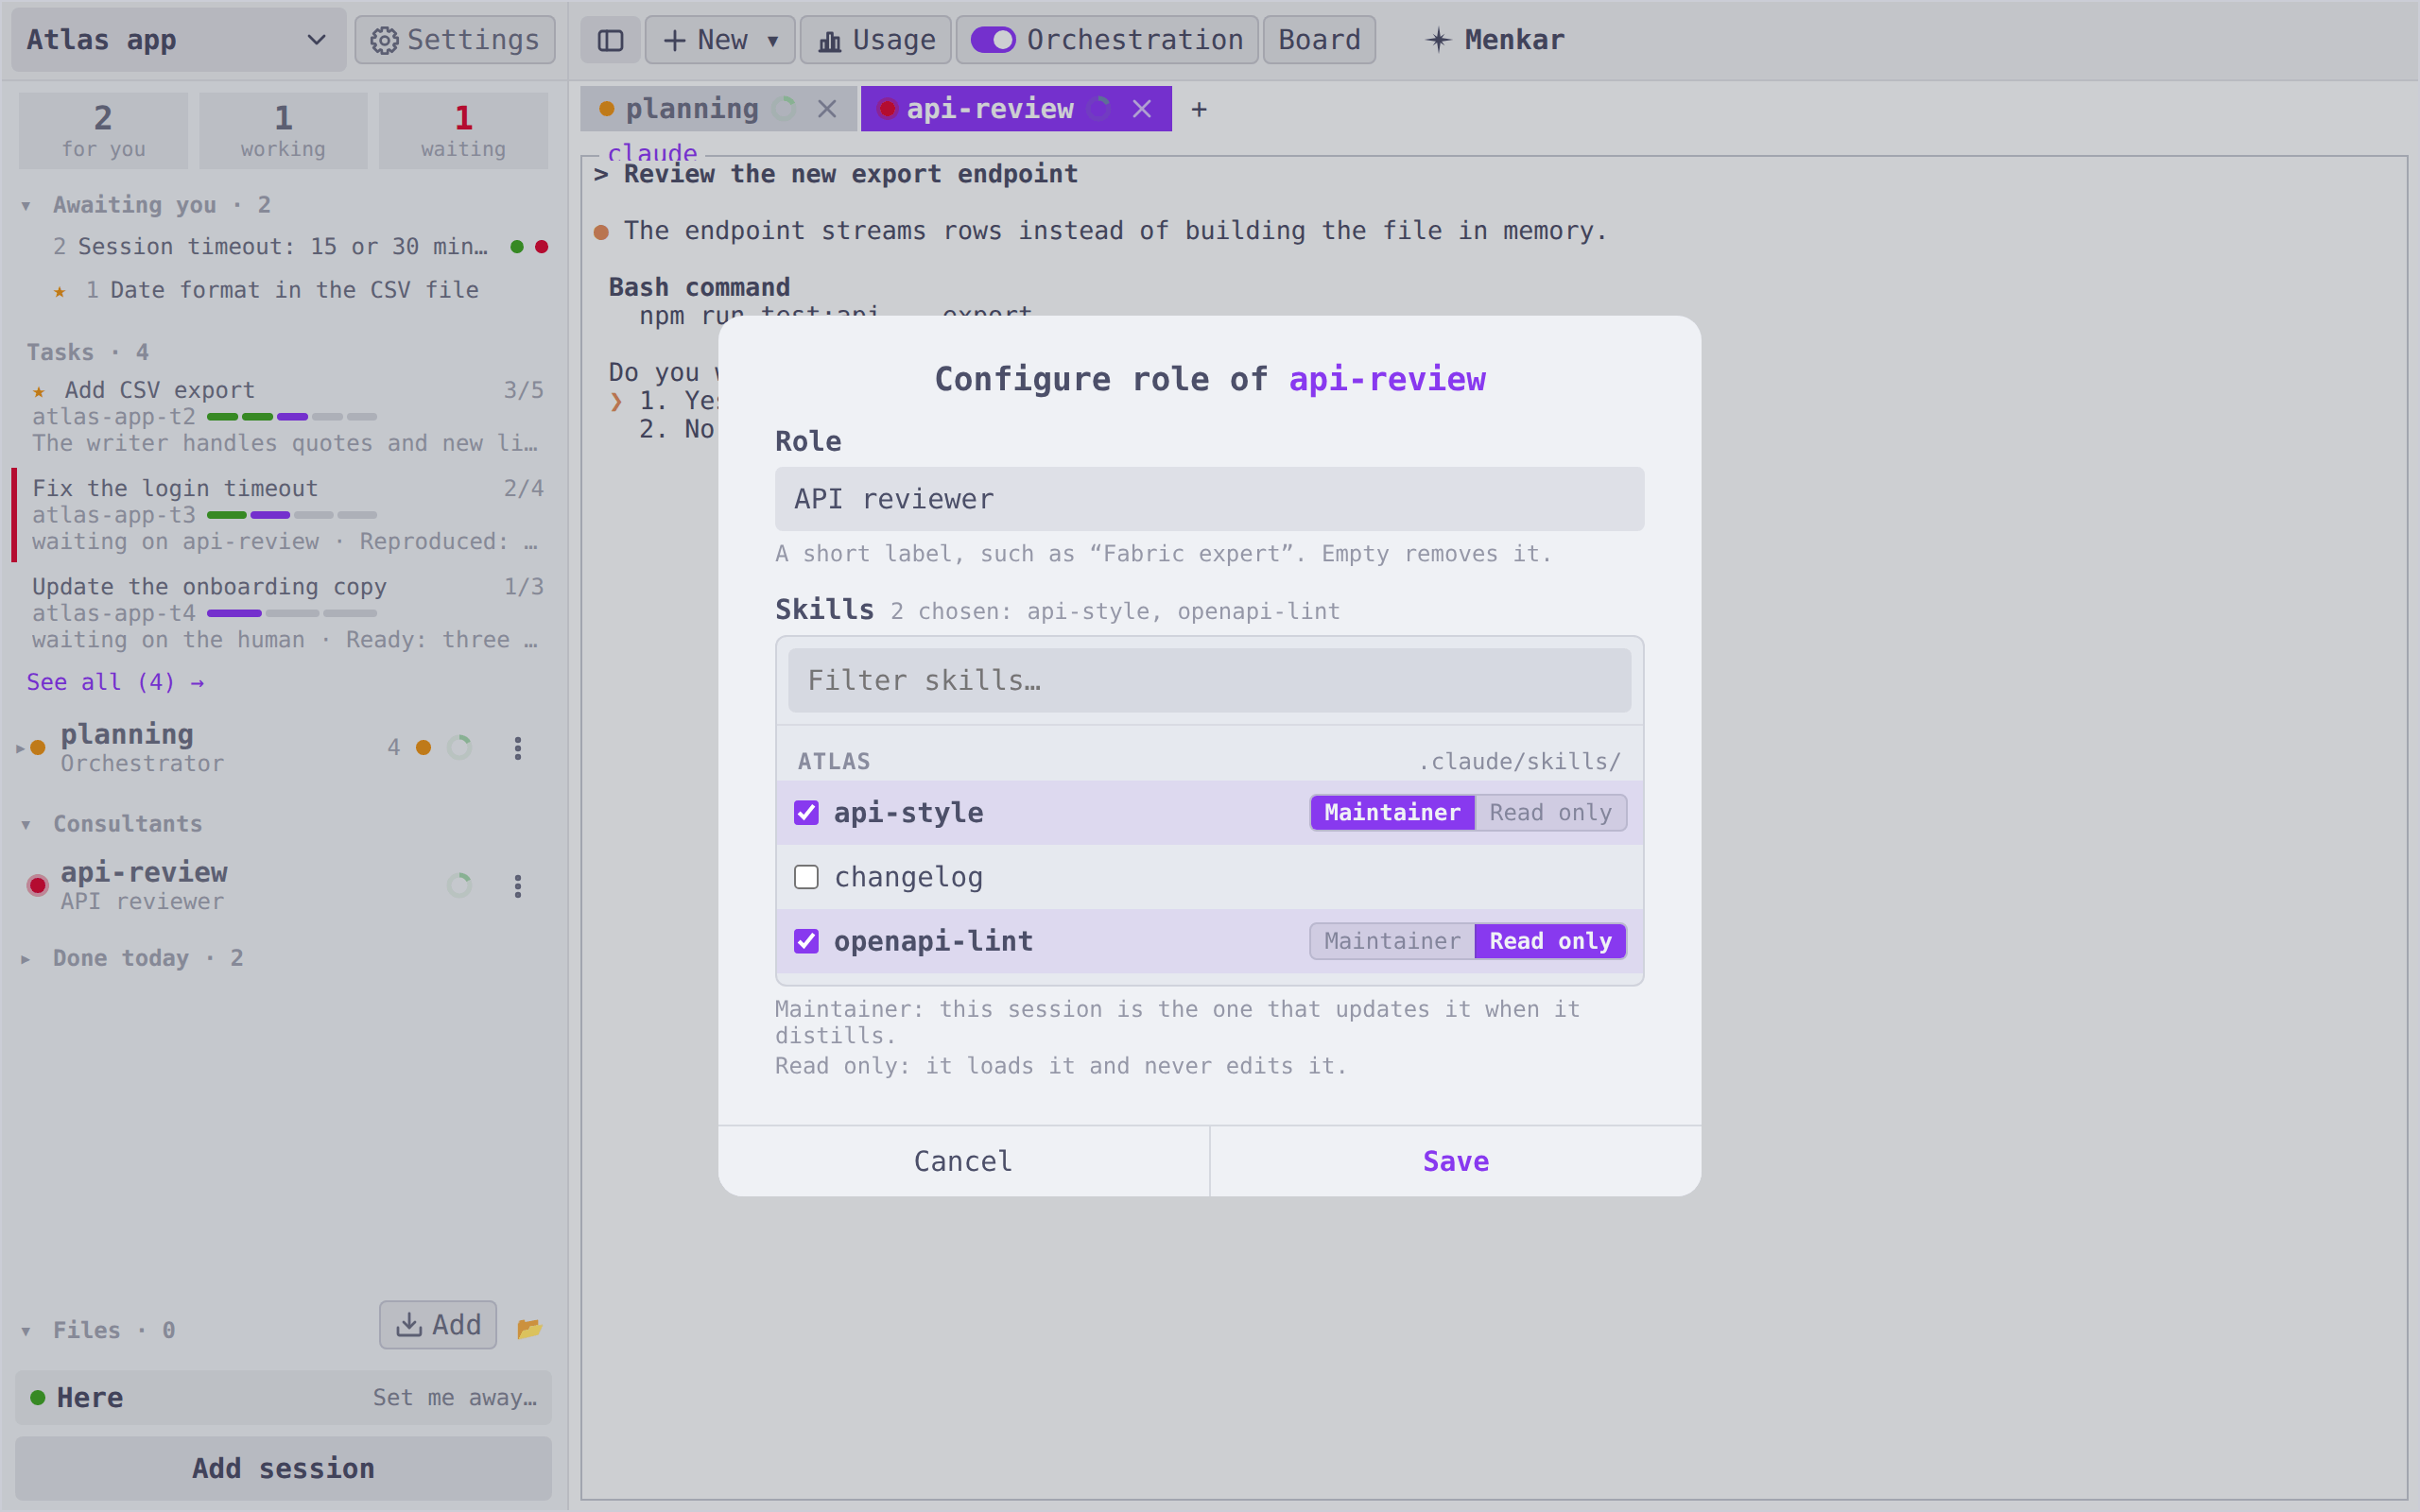 Atlas app
Settings
New ▾
Usage
Orchestration
Board
Menkar
2
for you
1
working
1
waiting
planning
api-review
+
claude
> Review the new export endpoint
The endpoint streams rows instead of building the file in memory.
Bash command
npm run test:api
export
Do you
❯ 1. Yes
2. No
▾ Awaiting you · 2
2 Session timeout: 15 or 30 min…
★ 1 Date format in the CSV file
Tasks · 4
★ Add CSV export 3/5
atlas-app-t2
The writer handles quotes and new li…
Fix the login timeout 2/4
atlas-app-t3
waiting on api-review · Reproduced: …
Update the onboarding copy 1/3
atlas-app-t4
waiting on the human · Ready: three …
See all (4) →
▸ planning 4
Orchestrator
▾ Consultants
api-review
API reviewer
▸ Done today · 2
▾ Files · 0
Add
Here
Set me away…
Add session
Configure role of api-review
Role
API reviewer
A short label, such as “Fabric expert”. Empty removes it.
Skills 2 chosen: api-style, openapi-lint
Filter skills…
ATLAS .claude/skills/
api-style Maintainer Read only
changelog
openapi-lint Maintainer Read only
Maintainer: this session is the one that updates it when it
distills.
Read only: it loads it and never edits it.
Cancel
Save